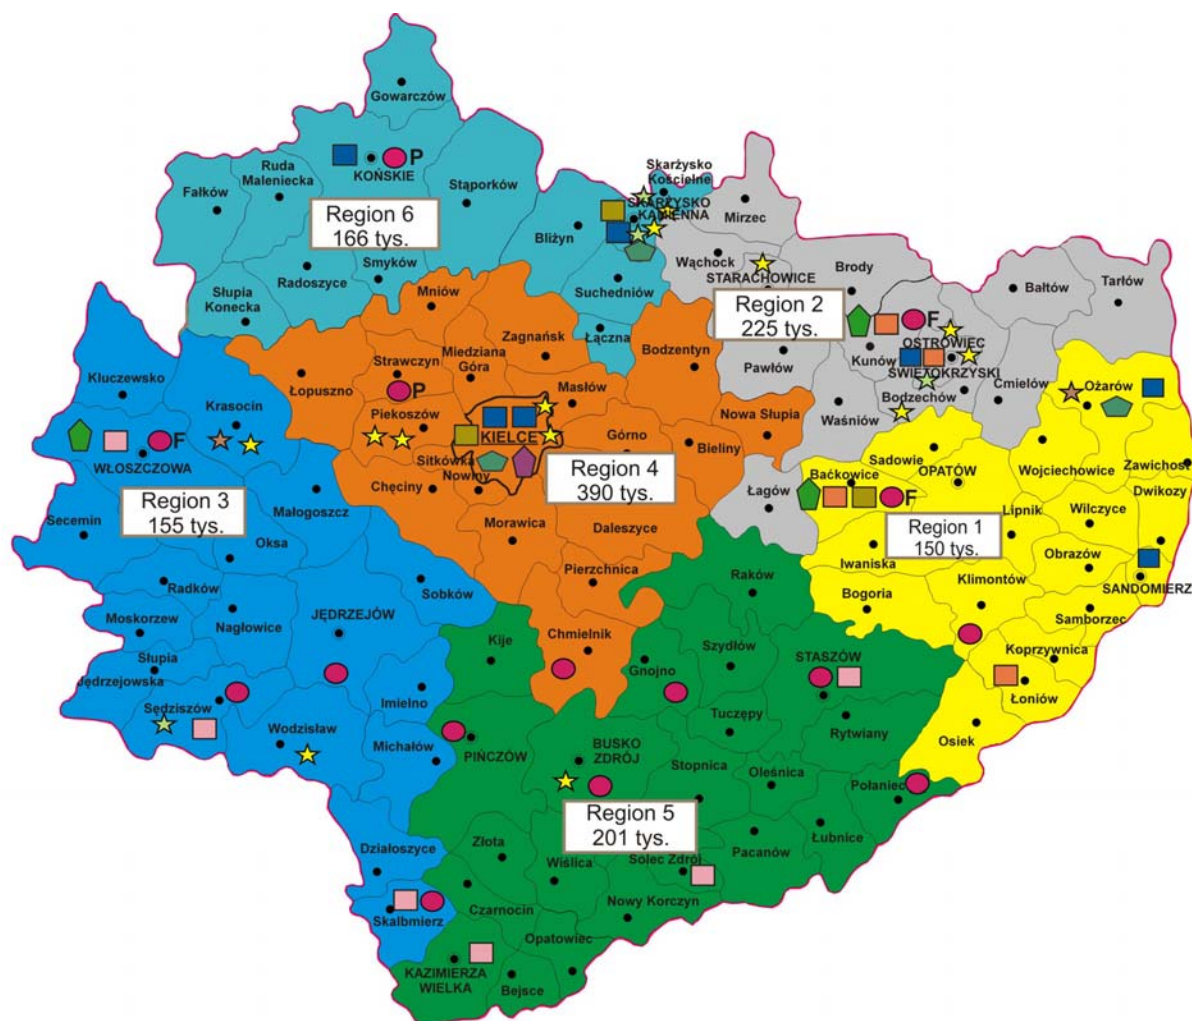 Gowarczów
P
KOŃSKIE
Ruda
Maleniecka
Fałków
Stąporków
Region 6
166 tys.
Smyków
Radoszyce
Słupia
Konecka
Skarżysko
Kościelne
SKARŻYSKO
KAMIENNA
Bliżyn
Suchedniów
Łączna
Mirzec
Wąchock
STARACHOWICE
Brody
Region 2
225 tys.
Bałtów
Tarłów
F
Kunów
OSTROWIEC
ŚWIĘTOKRZYSKI
Pawłów
Waśniów
Bodzechów
Cmielów
Mniów
Zagnańsk
Bodzentyn
Strawczyn
Miedziana
Góra
Masłów
Łopuszno
P
Piekoszów
KIELCE
Nowa Słupia
Górno
Bieliny
Sitkówka
Nowiny
Region 4
390 tys.
Chęciny
Morawica
Daleszyce
Pierzchnica
Chmielnik
Łagów
Kluczewsko
Krasocin
F
WŁOSZCZOWA
Region 3
155 tys.
Małogoszcz
Secemin
Oksa
Radków
Sobków
Moskorzew
Nagłowice
JĘDRZEJÓW
Słupia
Jędrzejowska
Sędziszów
Imielno
Wodzisław
Michałów
Działoszyce
Skalbmierz
Ożarów
Sadowie
OPATÓW
Wojciechowice
Zawichost
Baćkowice
F
Dwikozy
Lipnik
Wilczyce
Region 1
150 tys.
Iwaniska
Obrazów
Klimontów
SANDOMIERZ
Bogoria
Samborzec
Koprzywnica
Łoniów
Osiek
Raków
Kije
Szydłów
Gnojno
STASZÓW
Tuczępy
Rytwiany
PIŃCZÓW
BUSKO
ZDRÓJ
Stopnica
Oleśnica
Połaniec
Region 5
201 tys.
Łubnice
Pacanów
Złota
Wiślica
Solec Zdrój
Czarnocin
Nowy Korczyn
Opatowiec
KAZIMIERZA
WIELKA
Bejsce